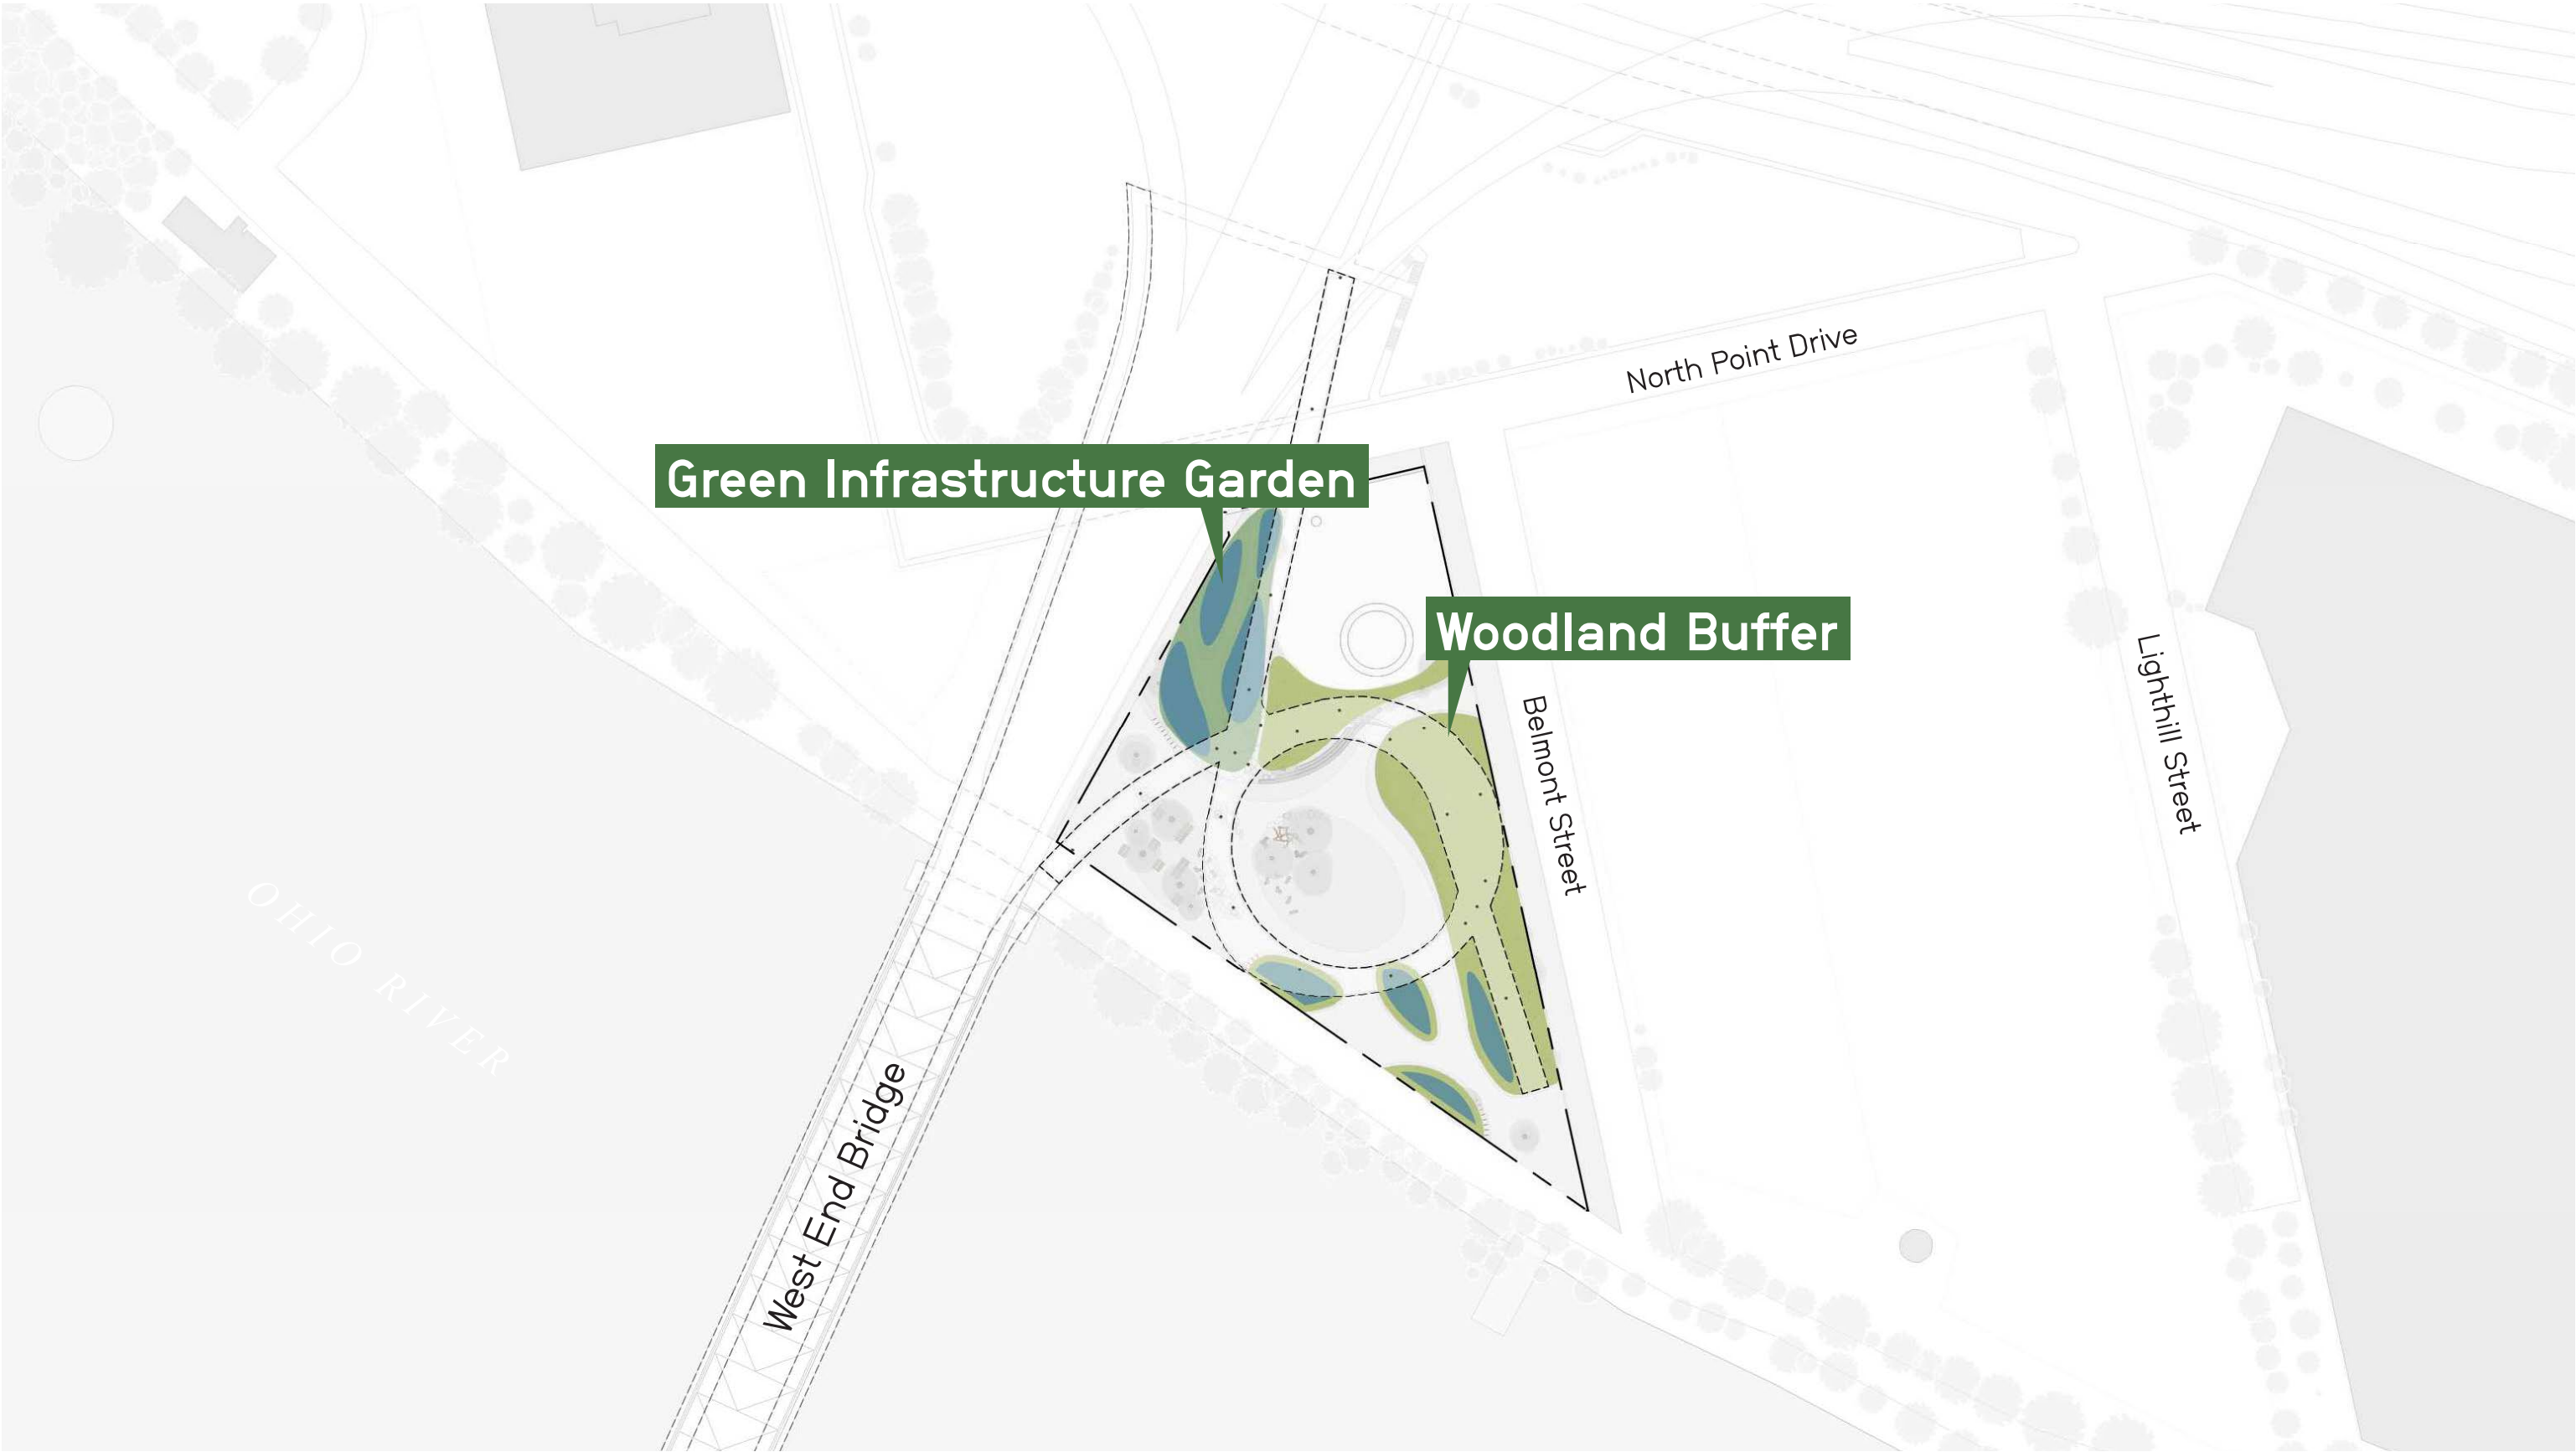 North Point Drive
Green Infrastructure Garden
Woodland Buffer
Belmont Street
Lighthill Street
OHIO RIVER
West End Bridge